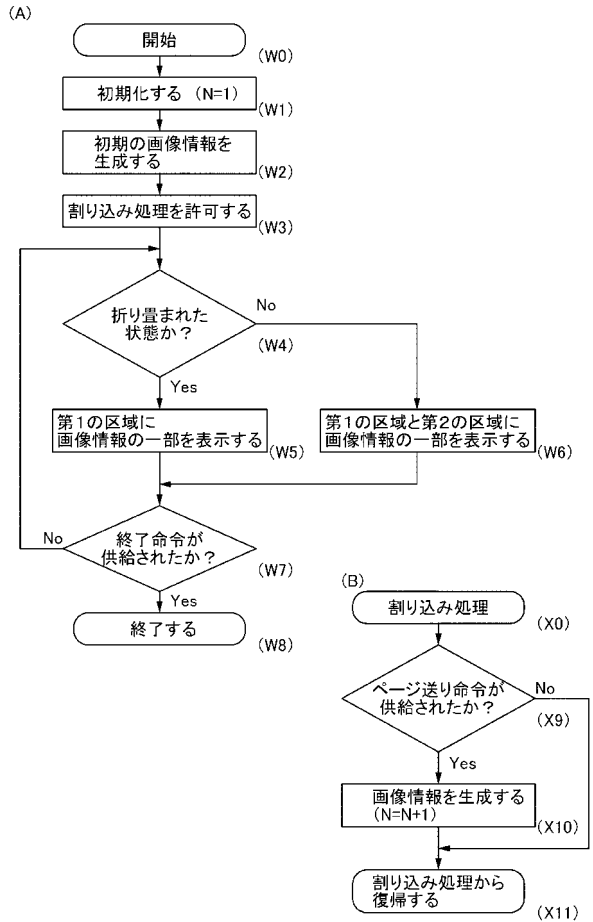 (A)
開始
(W0)
初期化する (N=1)
(W1)
初期の画像情報を
生成する
(W2)
割り込み処理を許可する
(W3)
折り畳まれた
状態か?
No
(W4)
Yes
第1の区域に
画像情報の一部を表示する
(W5)
第1の区域と第2の区域に
画像情報の一部を表示する
(W6)
No
終了命令が
供給されたか?
(W7)
Yes
終了する
(W8)
(B)
割り込み処理
(X0)
ページ送り命令が
供給されたか?
No
(X9)
Yes
画像情報を生成する
(N=N+1)
(X10)
割り込み処理から
復帰する
(X11)